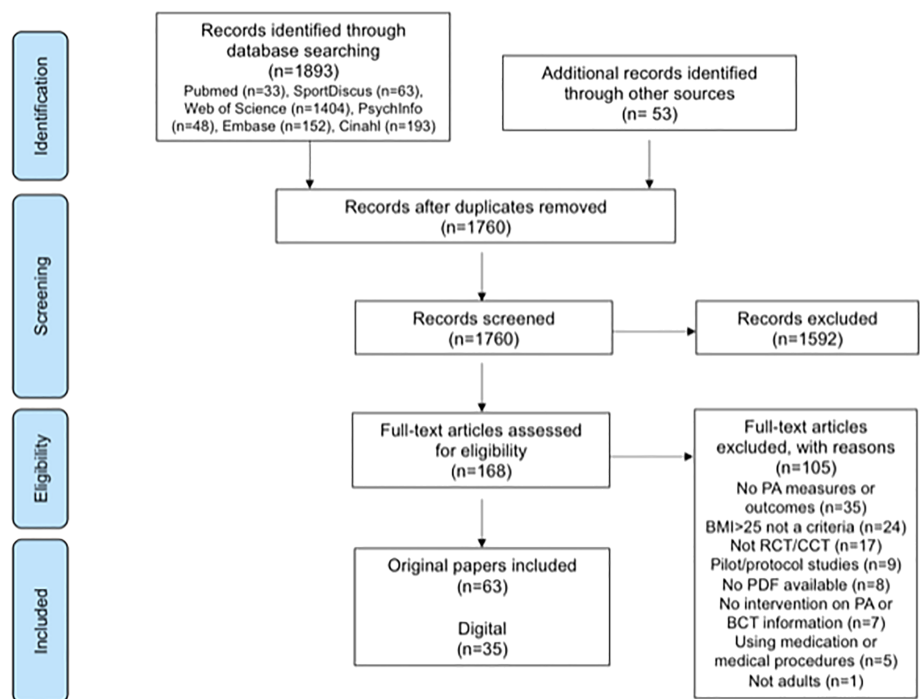 Identification
Records identified through
database searching
(n=1893)
Pubmed (n=33), SportDiscus (n=63),
Web of Science (n=1404), PsychInfo
(n=48), Embase (n=152), Cinahl (n=193)
Additional records identified
through other sources
(n= 53)
Screening
Records after duplicates removed
(n=1760)
Records screened
(n=1760)
Records excluded
(n=1592)
Eligibility
Full-text articles assessed
for eligibility
(n=168)
Full-text articles
excluded, with reasons
(n=105)
No PA measures or
outcomes (n=35)
BMI>25 not a criteria (n=24)
Not RCT/CCT (n=17)
Pilot/protocol studies (n=9)
No PDF available (n=8)
No intervention on PA or
BCT information (n=7)
Using medication or
medical procedures (n=5)
Not adults (n=1)
Included
Original papers included
(n=63)
Digital
(n=35)